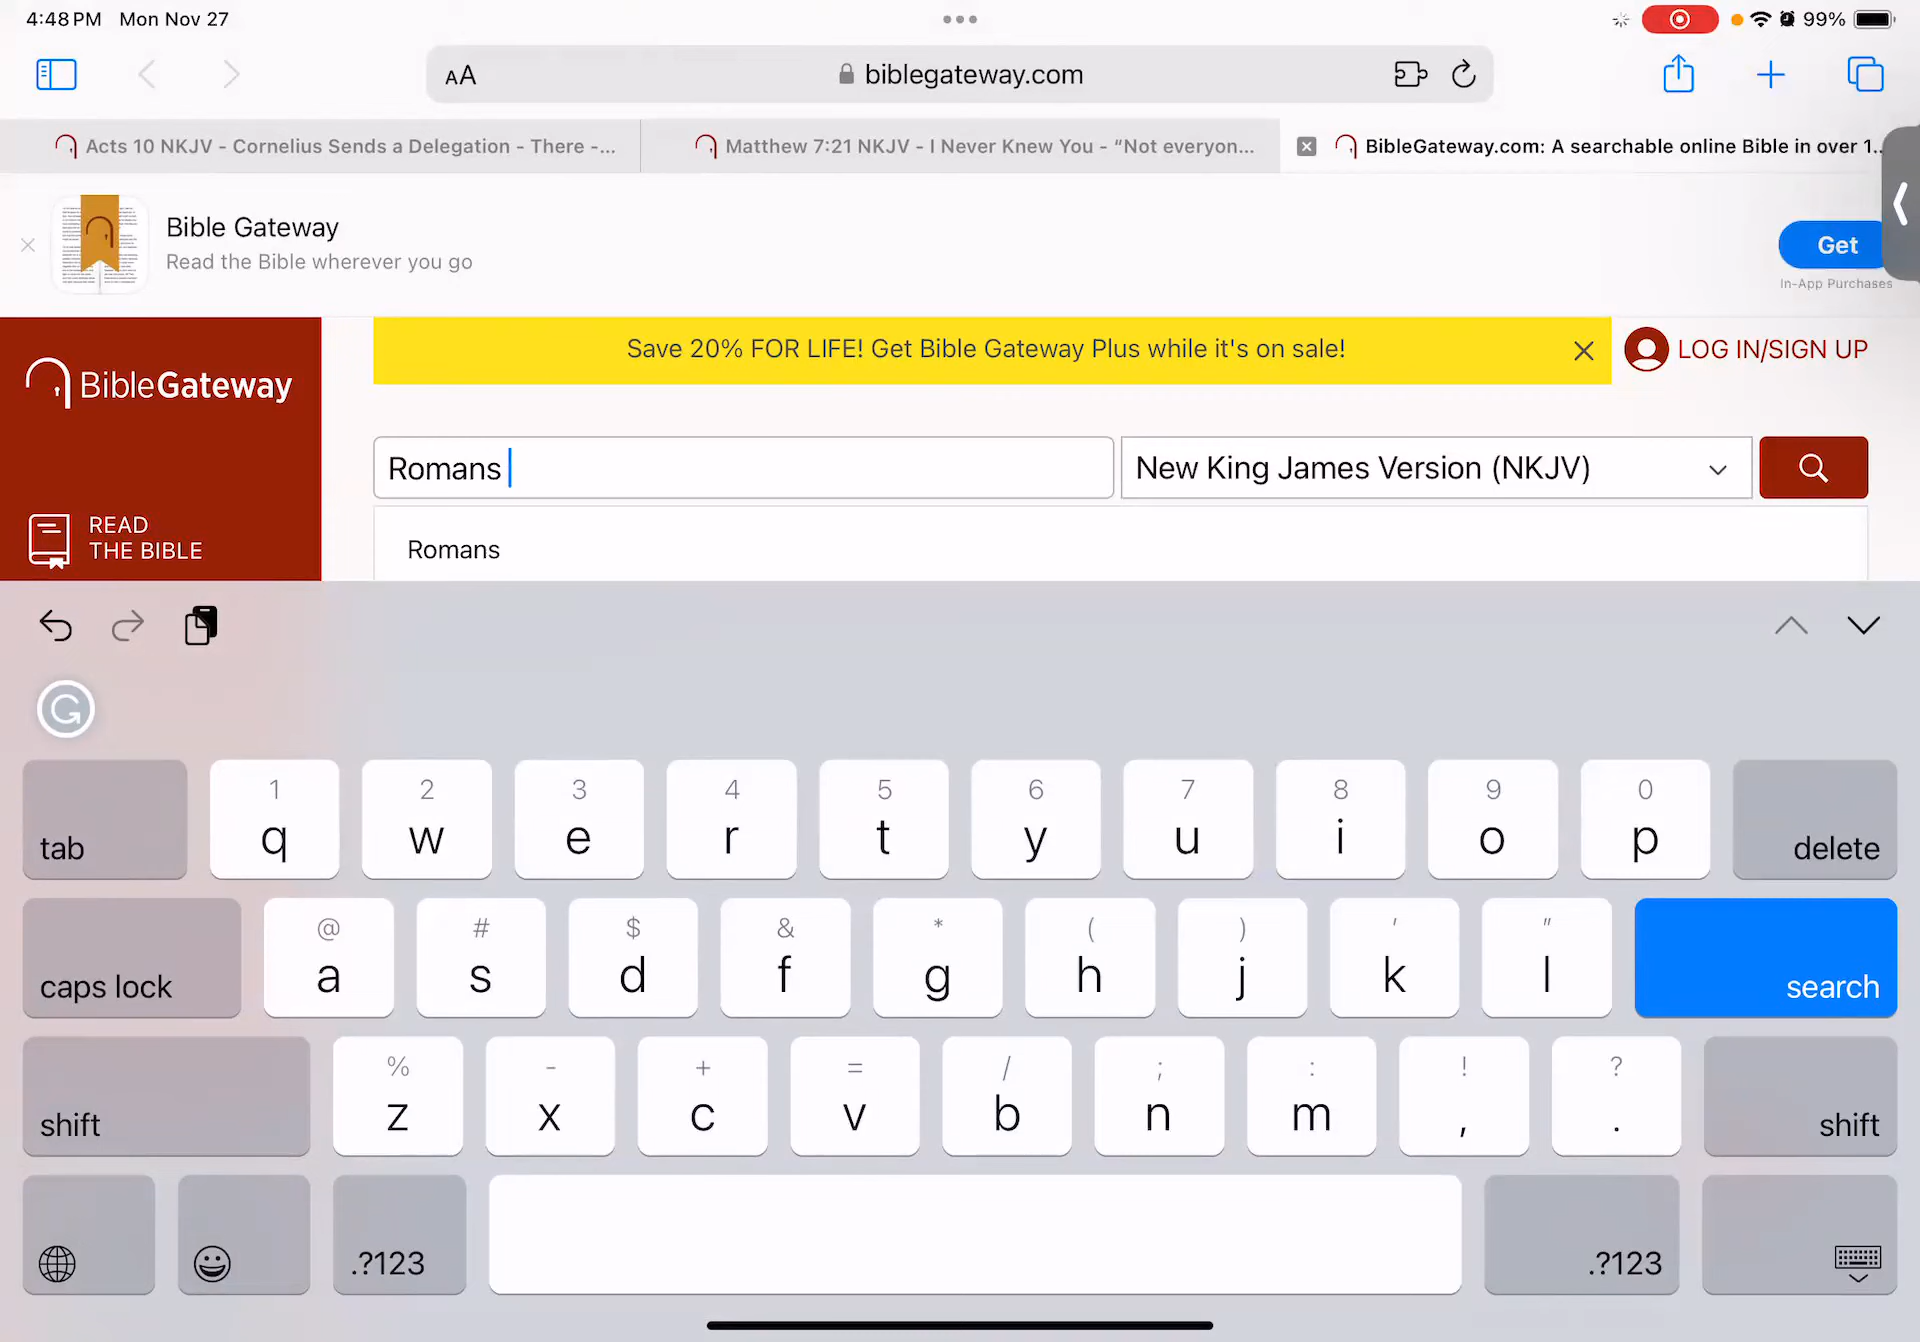 4:48 PM Mon Nov 27
99%
AA
biblegateway.com
Acts 10 NKJV - Cornelius Sends a Delegation - There -...
Matthew 7:21 NKJV - I Never Knew You - “Not everyon...
BibleGateway.com: A searchable online Bible in over 1...
Bible Gateway
Read the Bible wherever you go
Get
In-App Purchases
BibleGateway
Save 20% FOR LIFE! Get Bible Gateway Plus while it's on sale!
LOG IN/SIGN UP
Romans
New King James Version (NKJV)
READ
THE BIBLE
Romans
G
1 2 3 4 5 6 7 8 9 0
tab q w e r t y u i o p delete
@ # $ & * ( ) ' "
caps lock a s d f g h j k l search
% - + = / ; : ! ?
shift z x c v b n m , . shift
.?123 .?123